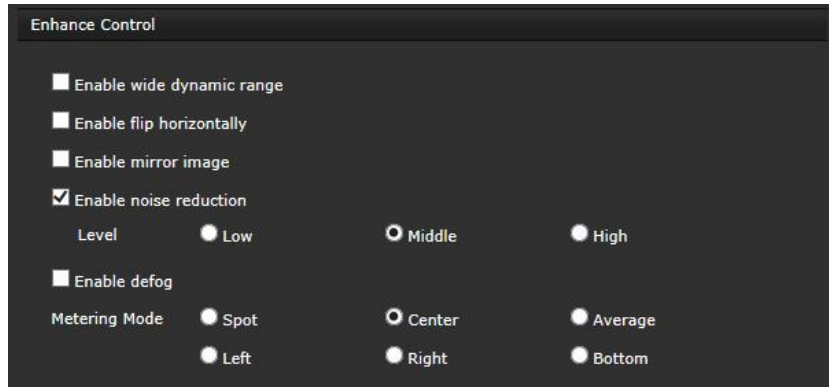 Enhance Control
Enable wide dynamic range
Enable flip horizontally
Enable mirror image
Enable noise reduction
Level Low Middle High
Enable defog
Metering Mode Spot Center Average
Left Right Bottom